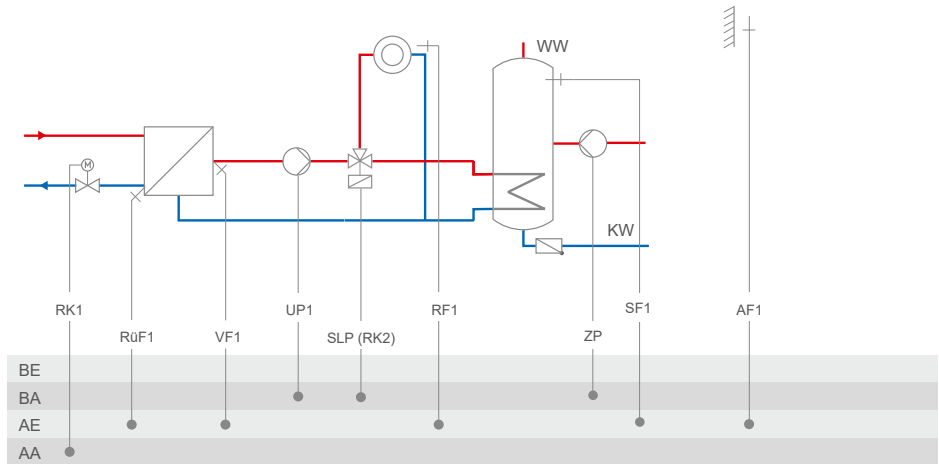 WW
M
KW
RK1
UP1
RF1
SF1
AF1
RüF1
VF1
SLP (RK2)
ZP
BE
BA
AE
AA